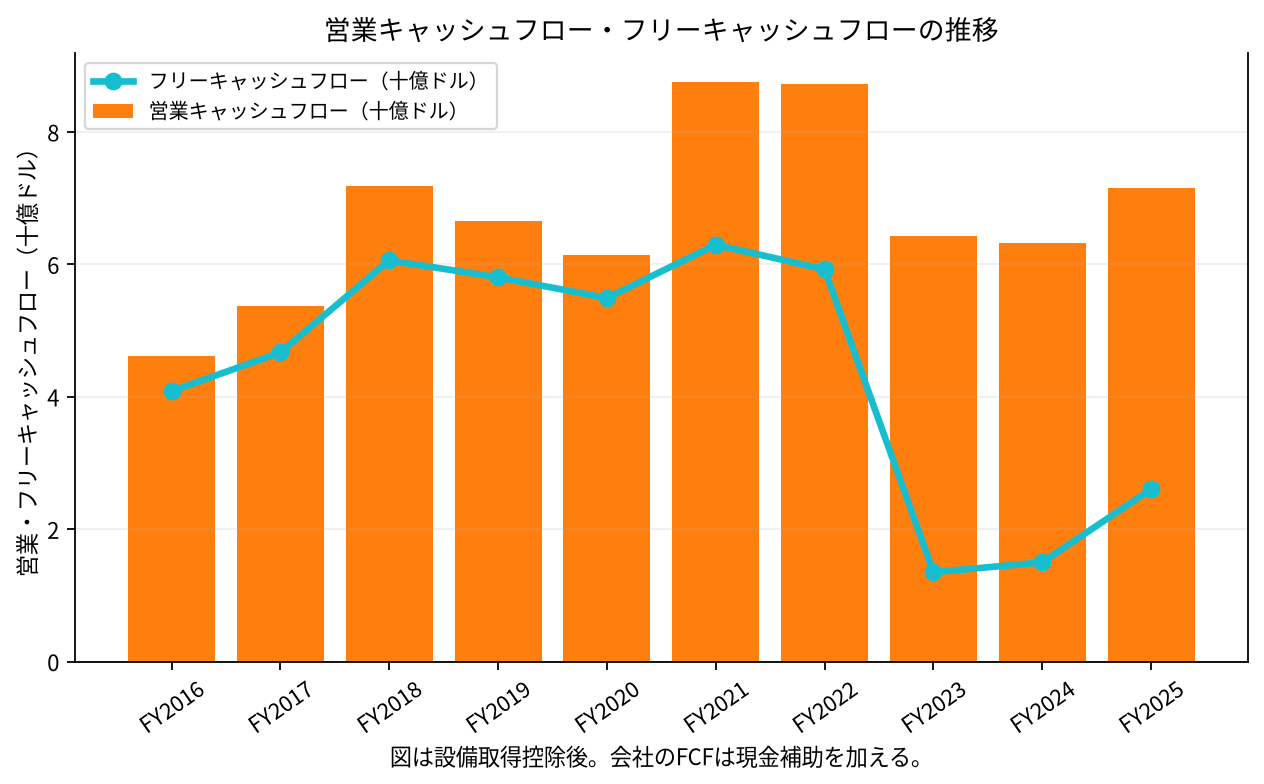 営業キャッシュフロー・フリーキャッシュフローの推移
フリーキャッシュフロー（十億ドル）
営業キャッシュフロー（十億ドル）
営業・フリーキャッシュフロー（十億ドル）
8
6
4
2
0
FY2016
FY2017
FY2018
FY2019
FY2020
FY2021
FY2022
FY2023
FY2024
FY2025
図は設備取得控除後。会社のFCFは現金補助を加える。